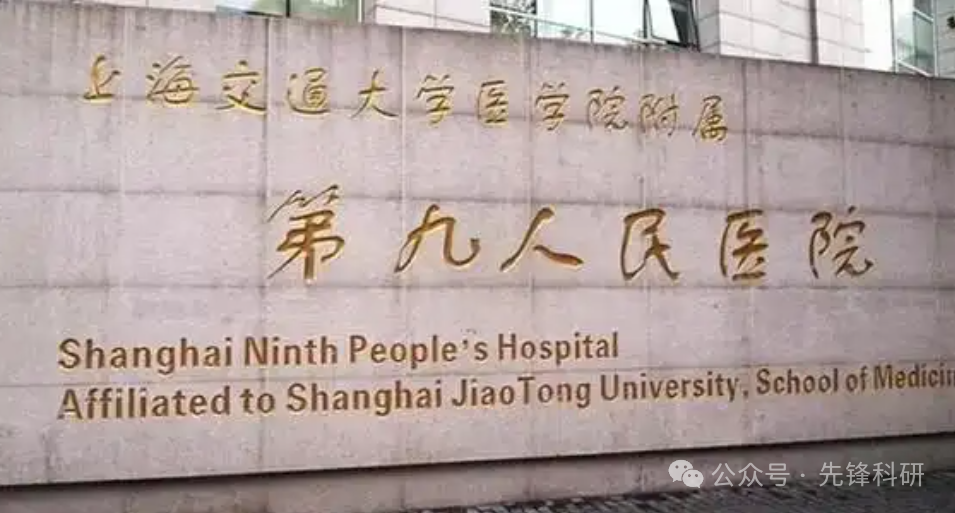 上海交通大学医学院附属
第九人民医院
Shanghai Ninth People's Hospital
Affiliated to Shanghai JiaoTong University, School of Medicin
公众号·先锋科研